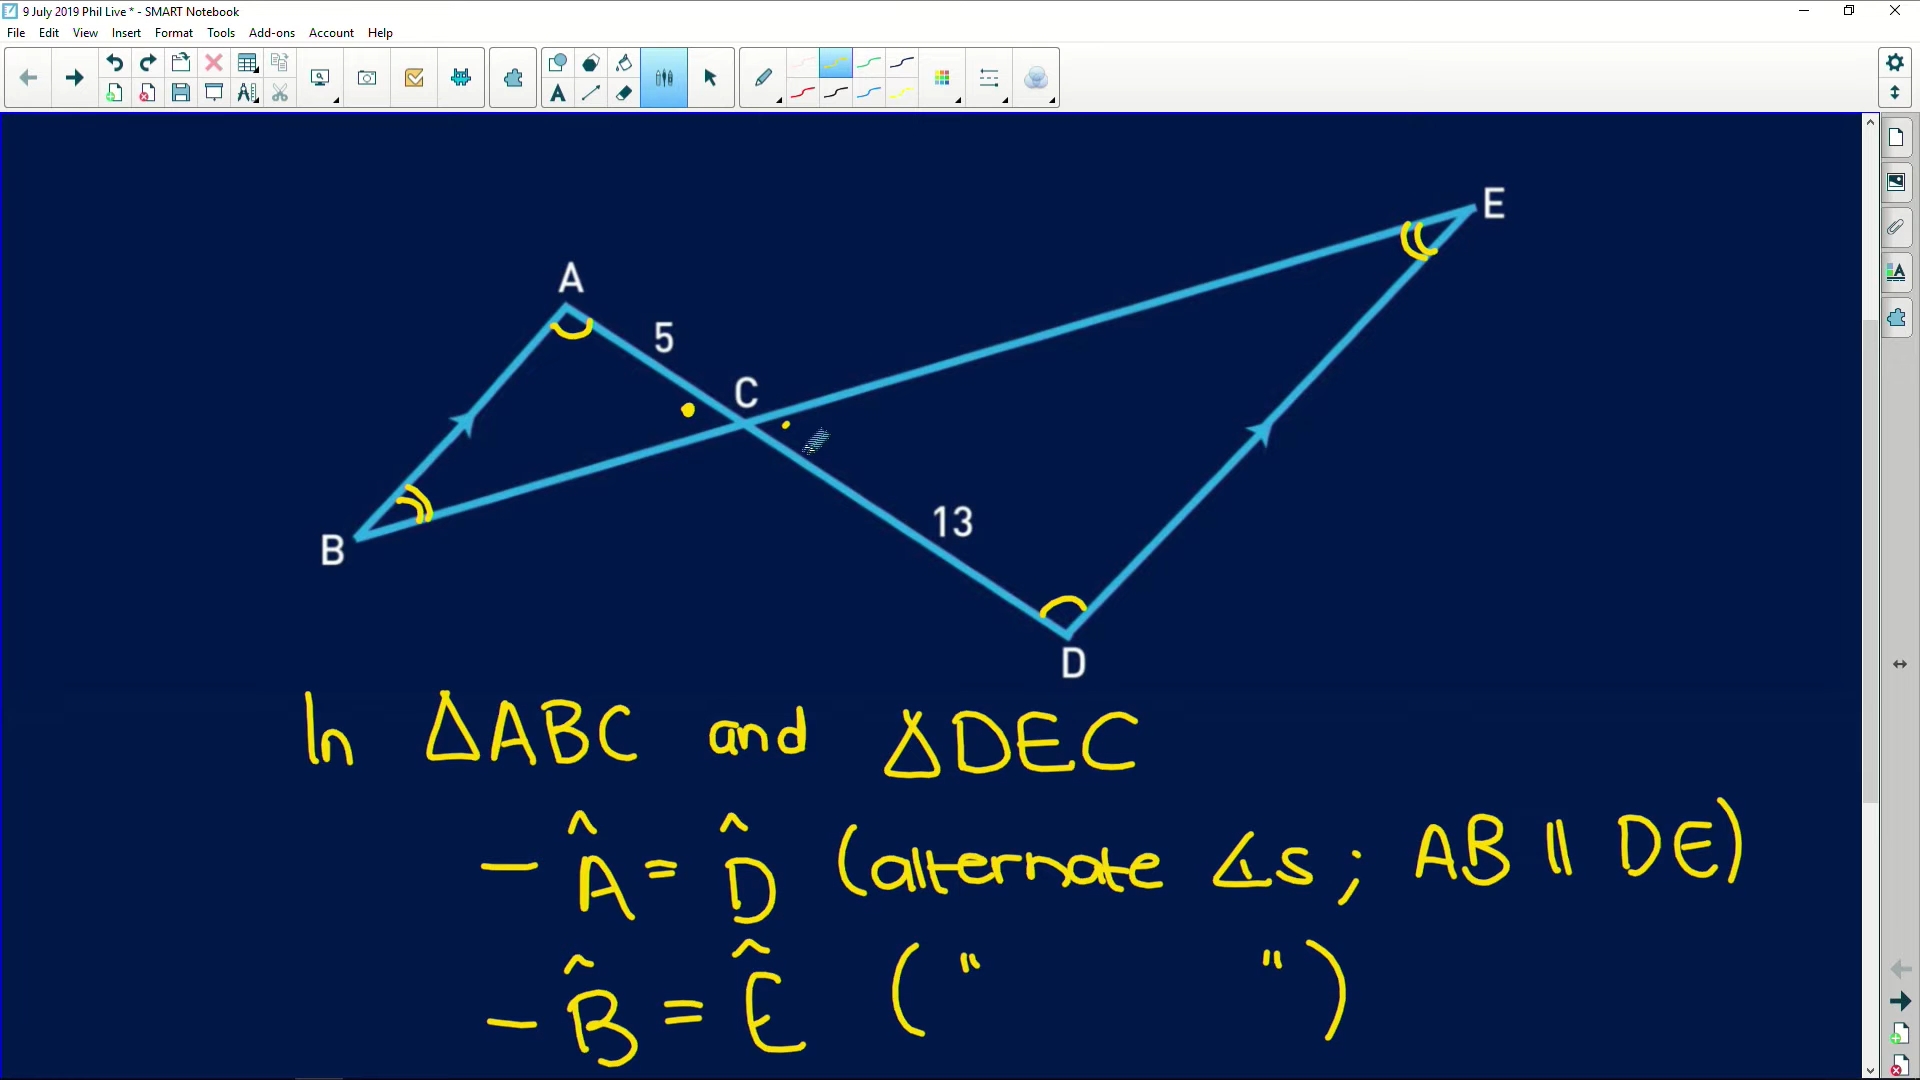 9 July 2019 Phil Live * - SMART Notebook
File Edit View Insert Format Tools Add-ons Account Help
E
A
5
C
13
B
D
In ΔABC and ΔDEC
- Â = D̂ (alternate ∠s; AB || DE)
- B̂ = Ê ( " " )